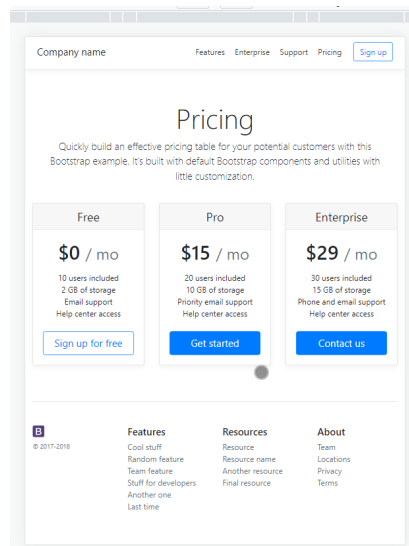 Company name
Features Enterprise Support Pricing Sign up
Pricing
Quickly build an effective pricing table for your potential customers with this
Bootstrap example. It's built with default Bootstrap components and utilities with
little customization.
Free
$0 / mo
10 users included
2 GB of storage
Email support
Help center access
Sign up for free
Pro
$15 / mo
20 users included
10 GB of storage
Priority email support
Help center access
Get started
Enterprise
$29 / mo
30 users included
15 GB of storage
Phone and email support
Help center access
Contact us
B
© 2017-2018
Features
Cool stuff
Random feature
Team feature
Stuff for developers
Another one
Last time
Resources
Resource
Resource name
Another resource
Final resource
About
Team
Locations
Privacy
Terms